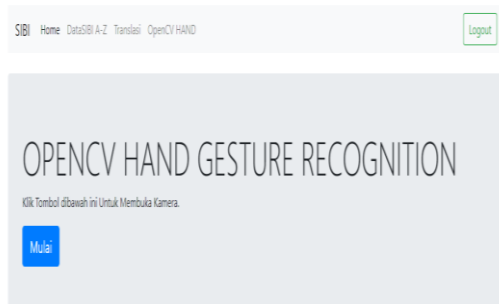 SIBI Home DataSIBI A-Z Translasi OpenCV HAND Logout
OPENCV HAND GESTURE RECOGNITION
Klik Tombol dibawah ini Untuk Membuka Kamera.
Mulai